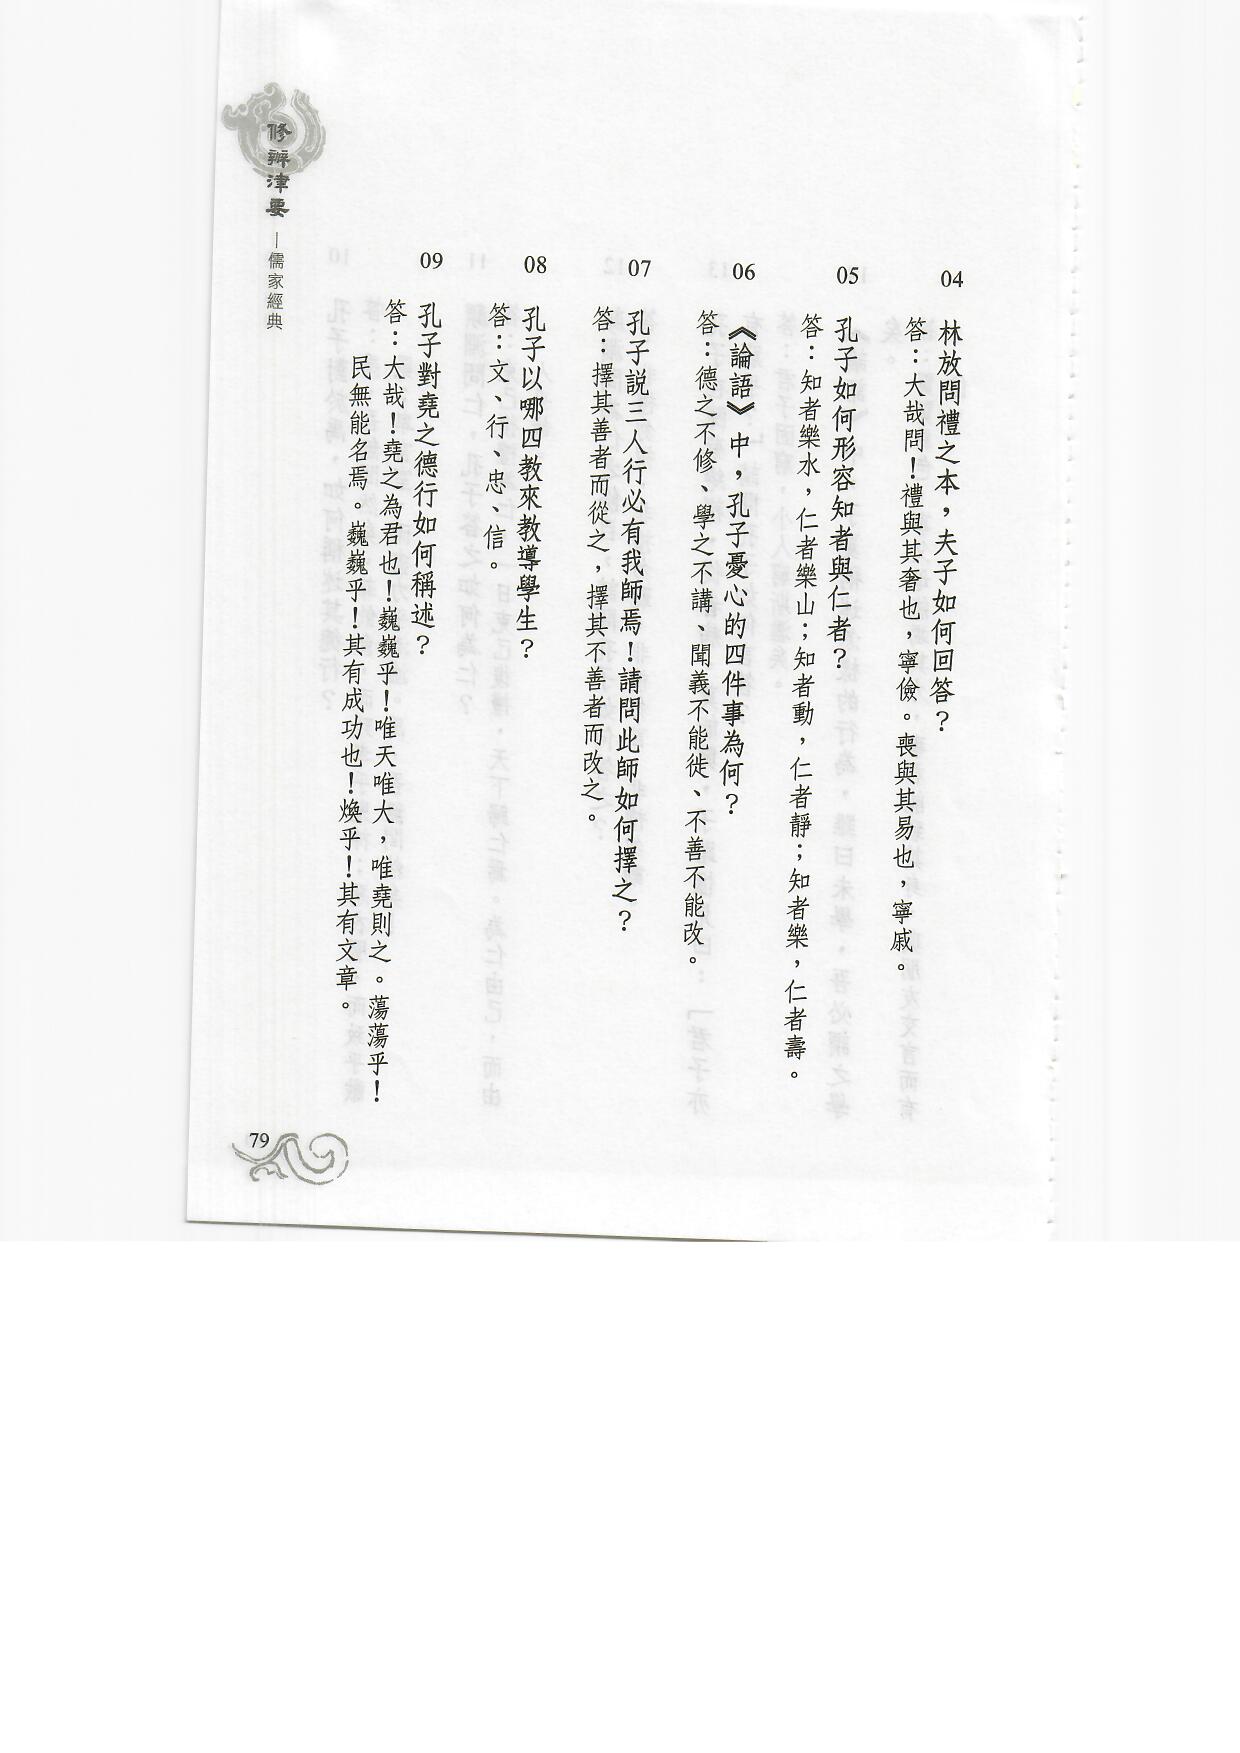 04
林放問禮之本，夫子如何回答？
答：大哉問！禮與其奢也，寧儉。喪與其易也，寧戚。
05
孔子如何形容知者與仁者？
答：知者樂水，仁者樂山；知者動，仁者靜；知者樂，仁者壽。
06
《論語》中，孔子憂心的四件事為何？
答：德之不修、學之不講、聞義不能徙、不善不能改。
07
孔子說三人行必有我師焉！請問此師如何擇之？
答：擇其善者而從之，擇其不善者而改之。
08
孔子以哪四教來教導學生？
答：文、行、忠、信。
09
孔子對堯之德行如何稱述？
答：大哉！堯之為君也！巍巍乎！唯天唯大，唯堯則之。蕩蕩乎！
民無能名焉。巍巍乎！其有成功也！煥乎！其有文章。
修辦津要—儒家經典
79